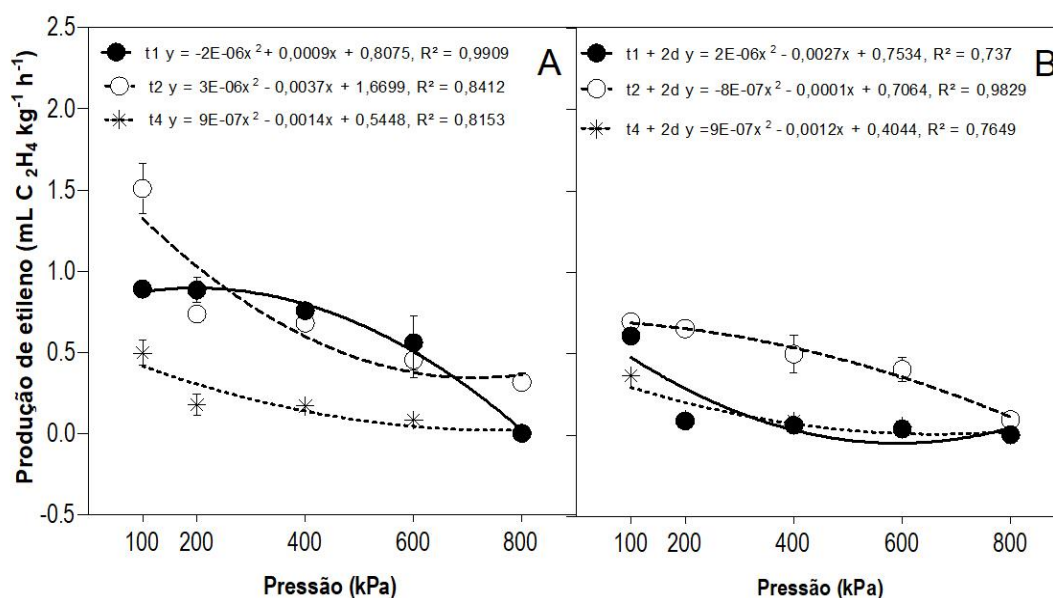 t1 y = -2E-06x² + 0,0009x + 0,8075, R² = 0,9909
t2 y = 3E-06x² - 0,0037x + 1,6699, R² = 0,8412
t4 y = 9E-07x² - 0,0014x + 0,5448, R² = 0,8153
A
t1 + 2d y = 2E-06x² - 0,0027x + 0,7534, R² = 0,737
t2 + 2d y = -8E-07x² - 0,0001x + 0,7064, R² = 0,9829
t4 + 2d y =9E-07x² - 0,0012x + 0,4044, R² = 0,7649
B
Produção de etileno (mL C₂H₄ kg⁻¹ h⁻¹)
2.5
2.0
1.5
1.0
0.5
0.0
-0.5
100 200 400 600 800
Pressão (kPa)
100 200 400 600 800
Pressão (kPa)